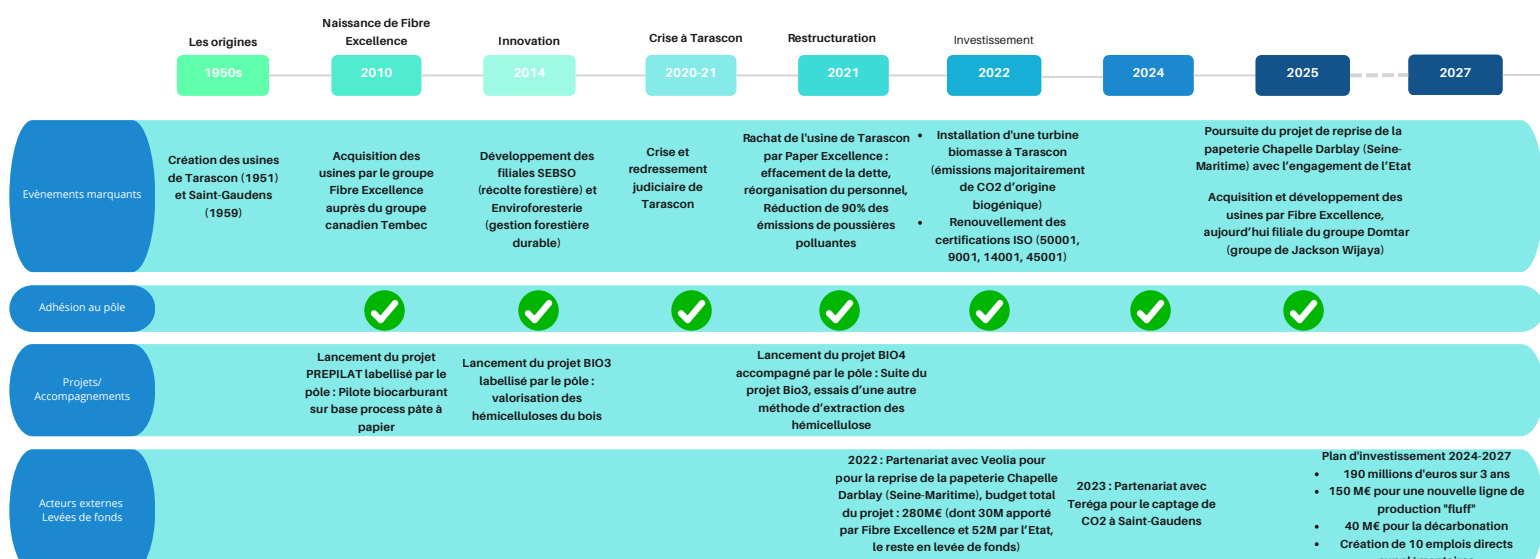 Les origines
Naissance de Fibre
Excellence
Innovation
Crise à Tarascon
Restructuration
Investissement
1950s
2010
2014
2020-21
2021
2022
2024
2025
2027
Evènements marquants
Création des usines
de Tarascon (1951)
et Saint-Gaudens
(1959)
Acquisition des
usines par le groupe
Fibre Excellence
auprès du groupe
canadien Tembec
Développement des
filiales SEBSO
(récolte forestière) et
Enviroforesterie
(gestion forestière
durable)
Crise et
redressement
judiciaire de
Tarascon
Rachat de l'usine de Tarascon
par Paper Excellence :
effacement de la dette,
réorganisation du personnel,
Réduction de 90% des
émissions de poussières
polluantes
• Installation d'une turbine
biomasse à Tarascon
(émissions majoritairement
de CO2 d'origine
biogénique)
• Renouvellement des
certifications ISO (50001,
9001, 14001, 45001)
Poursuite du projet de reprise de la
papeterie Chapelle Darblay (Seine-
Maritime) avec l'engagement de l'Etat
Acquisition et développement des
usines par Fibre Excellence,
aujourd'hui filiale du groupe Domtar
(groupe de Jackson Wijaya)
Adhésion au pôle
Projets/
Accompagnements
Lancement du projet
PREPILAT labellisé par le
pôle : Pilote biocarburant
sur base process pâte à
papier
Lancement du projet BIO3
labellisé par le pôle :
valorisation des
hémicelluloses du bois
Lancement du projet BIO4
accompagné par le pôle : Suite du
projet Bio3, essais d'une autre
méthode d'extraction des
hémicellulose
Acteurs externes
Levées de fonds
2022 : Partenariat avec Veolia pour
pour la reprise de la papeterie Chapelle
Darblay (Seine-Maritime), budget total
du projet : 280M€ (dont 30M apporté
par Fibre Excellence et 52M par l'Etat,
le reste en levée de fonds)
2023 : Partenariat avec
Teréga pour le captage de
CO2 à Saint-Gaudens
Plan d'investissement 2024-2027
• 190 millions d'euros sur 3 ans
• 150 M€ pour une nouvelle ligne de
production "fluff"
• 40 M€ pour la décarbonation
• Création de 10 emplois directs